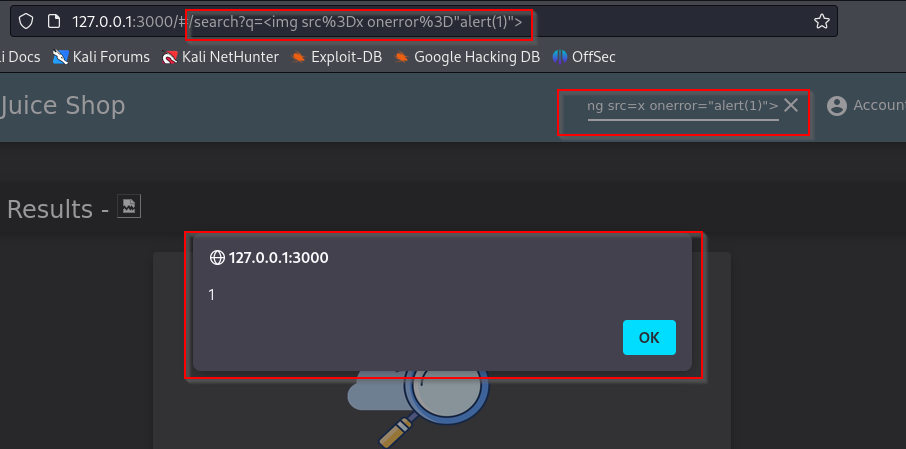 127.0.0.1:3000/#/search?q=<img src%3Dx onerror%3D"alert(1)">
Docs Kali Forums Kali NetHunter Exploit-DB Google Hacking DB OffSec
Juice Shop ng src=x onerror="alert(1)"> Accoun
Results -
127.0.0.1:3000
1
OK